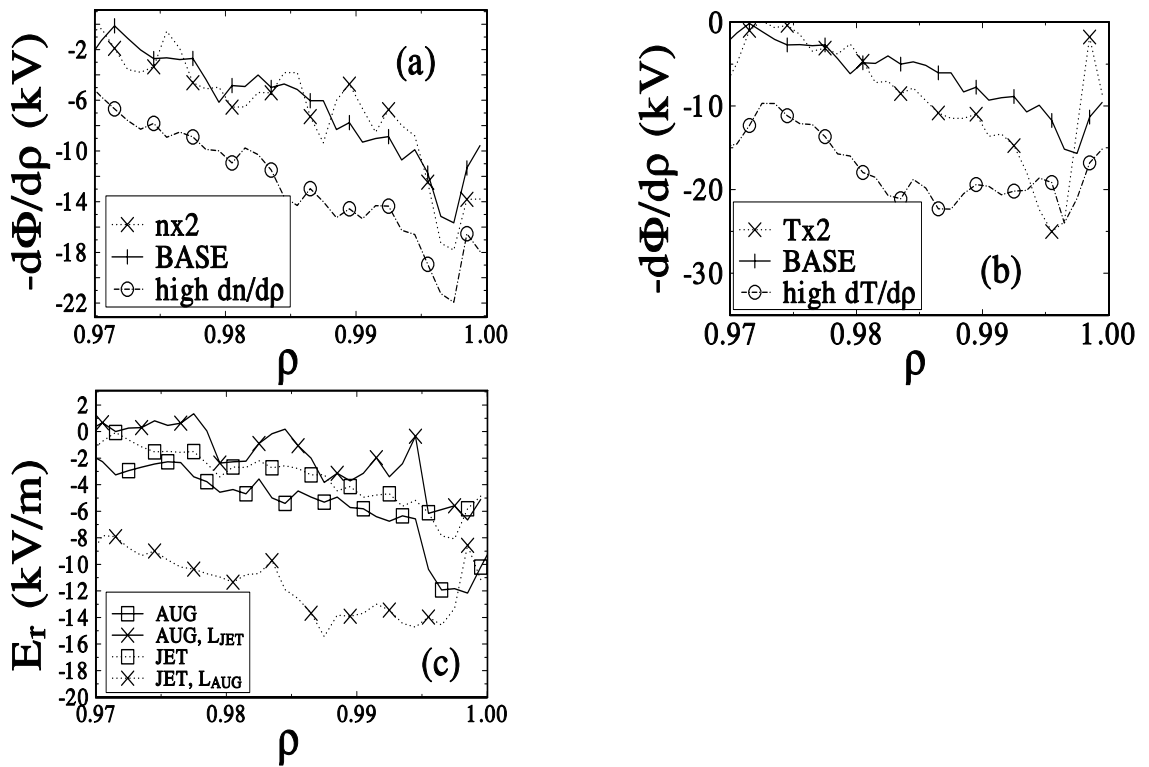 -dΦ/dρ (kV)
-2
-6
-10
-14
-18
-22
(a)
nx2
BASE
high dn/dρ
0.97
0.98
0.99
1.00
ρ
-dΦ/dρ (kV)
0
-10
-20
-30
Tx2
BASE
high dT/dρ
(b)
0.97
0.98
0.99
1.00
ρ
Er (kV/m)
2
0
-2
-4
-6
-8
-10
-12
-14
-16
-18
-20
AUG
AUG, LJET
JET
JET, LAUG
(c)
0.97
0.98
0.99
1.00
ρ